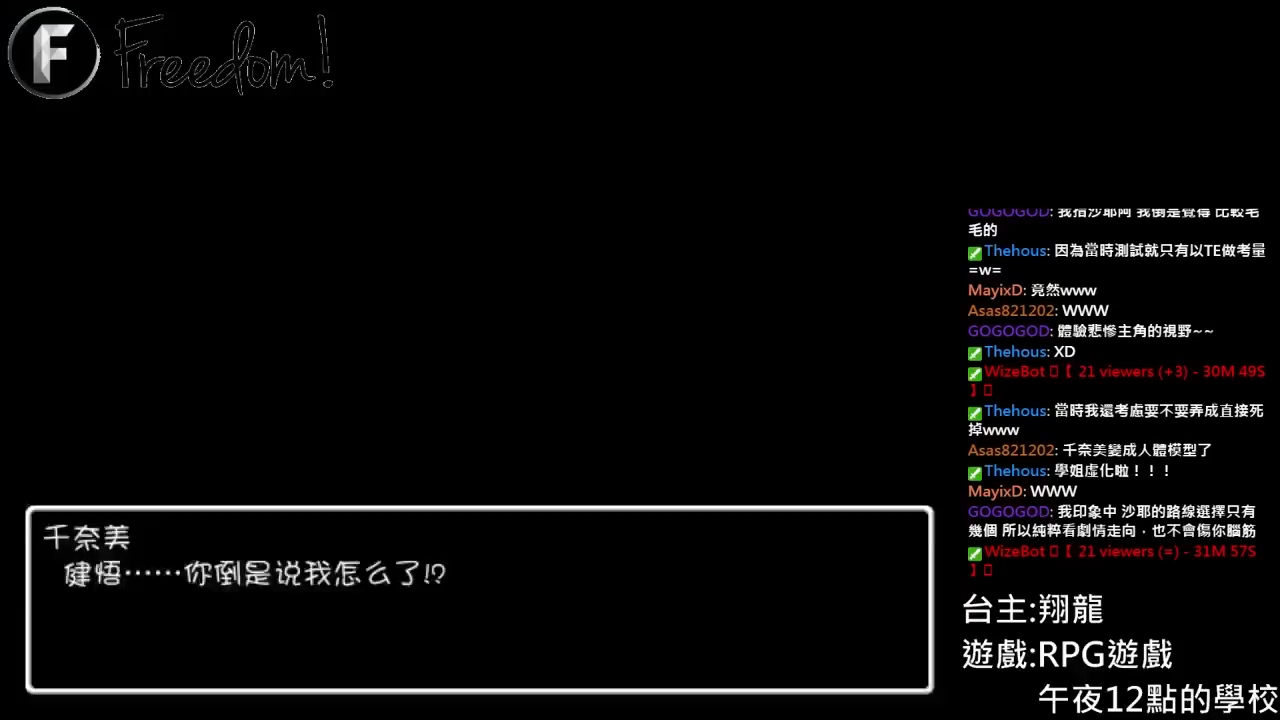 F Freedom!
GOGOGOD: 我指沙耶阿 我倒是覺得 比較毛
毛的
Thehous: 因為當時測試就只有以TE做考量
=w=
MayixD: 竟然www
Asas821202: WWW
GOGOGOD: 體驗悲慘主角的視野~~
Thehous: XD
WizeBot 【 21 viewers (+3) - 30M 49S
】
Thehous: 當時我還考慮要不要弄成直接死
掉www
Asas821202: 千奈美變成人體模型了
Thehous: 學姐虛化啦！！！
MayixD: WWW
GOGOGOD: 我印象中 沙耶的路線選擇只有
幾個 所以純粹看劇情走向，也不會傷你腦筋
WizeBot 【 21 viewers (=) - 31M 57S
】
千奈美
健悟……你倒是说我怎么了!?
台主:翔龍
遊戲:RPG遊戲
午夜12點的學校